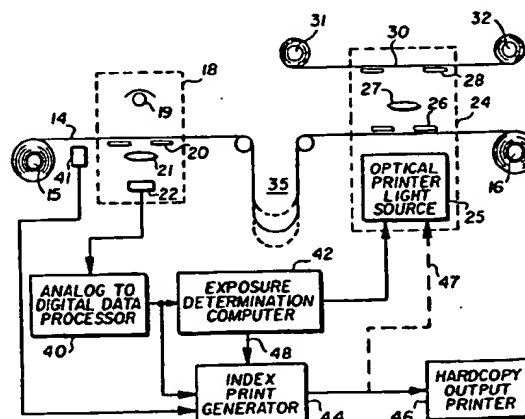 31
32
30
18
28
19
27
24
14
26
20
21
41
15
22
35
16
OPTICAL
PRINTER
LIGHT
SOURCE
25
42
47
ANALOG TO
DIGITAL DATA
PROCESSOR
EXPOSURE
DETERMINATION
COMPUTER
40
48
INDEX
PRINT
GENERATOR
HARDCOPY
OUTPUT
PRINTER
44
46